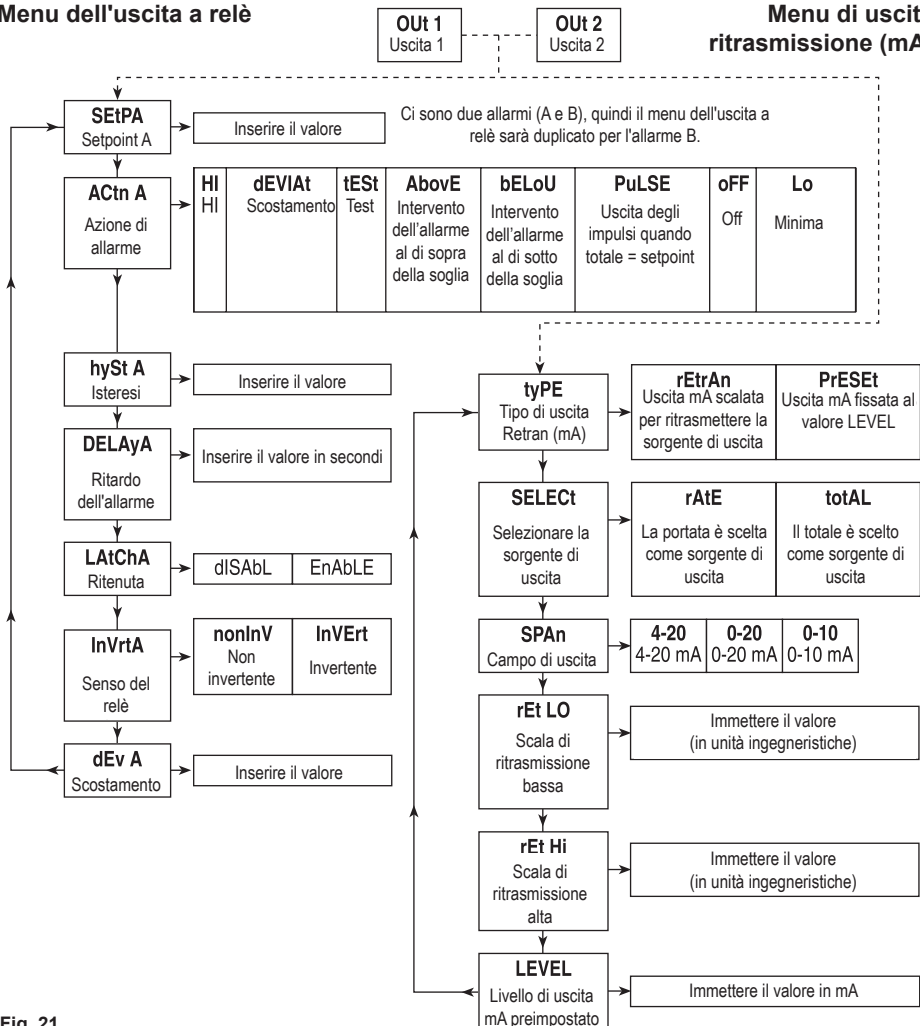 Menu dell'uscita a relè
OUt 1
Uscita 1
OUt 2
Uscita 2
Menu di uscit
ritrasmissione (mA
SEtPA
Setpoint A
Inserire il valore
Ci sono due allarmi (A e B), quindi il menu dell'uscita a
relè sarà duplicato per l'allarme B.
ACtn A
Azione di
allarme
HI
HI
dEVIAt
Scostamento
tESt
Test
AbovE
Intervento
dell'allarme
al di sopra
della soglia
bELoU
Intervento
dell'allarme
al di sotto
della soglia
PuLSE
Uscita degli
impulsi quando
totale = setpoint
oFF
Off
Lo
Minima
hySt A
Isteresi
Inserire il valore
DELAyA
Ritardo
dell'allarme
Inserire il valore in secondi
LAtChA
Ritenuta
dISAbL
EnAbLE
InVrtA
Senso del
relè
nonInV
Non
invertente
InVErt
Invertente
dEv A
Scostamento
Inserire il valore
tyPE
Tipo di uscita
Retran (mA)
rEtrAn
Uscita mA scalata
per ritrasmettere la
sorgente di uscita
PrESEt
Uscita mA fissata al
valore LEVEL
SELECt
Selezionare la
sorgente di
uscita
rAtE
La portata è scelta
come sorgente di
uscita
totAL
Il totale è scelto
come sorgente di
uscita
SPAn
Campo di uscita
4-20
4-20 mA
0-20
0-20 mA
0-10
0-10 mA
rEt LO
Scala di
ritrasmissione
bassa
Immettere il valore
(in unità ingegneristiche)
rEt Hi
Scala di
ritrasmissione
alta
Immettere il valore
(in unità ingegneristiche)
LEVEL
Livello di uscita
mA preimpostato
Immettere il valore in mA
Fig. 21